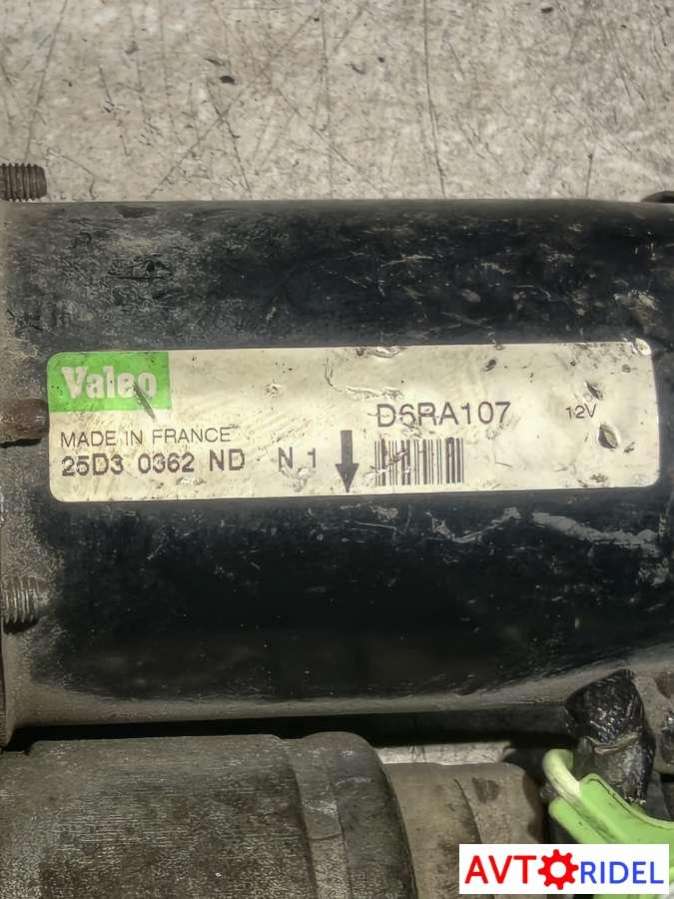 Valeo
D6RA107 12V
MADE IN FRANCE
25D3 0362 ND N 1
AVTORIDEL